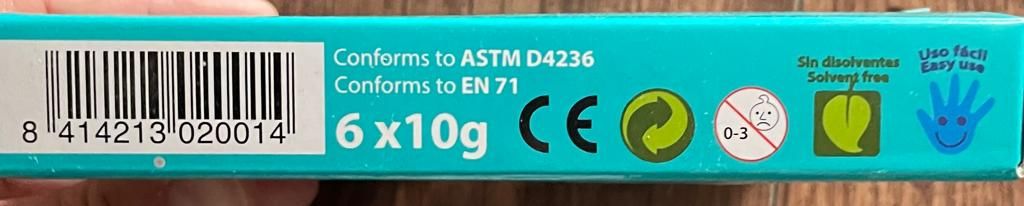 8 414213 020014
Conforms to ASTM D4236
Conforms to EN 71
6 x10g
CE
0-3
Sin disolventes
Solvent free
Uso fácil
Easy use